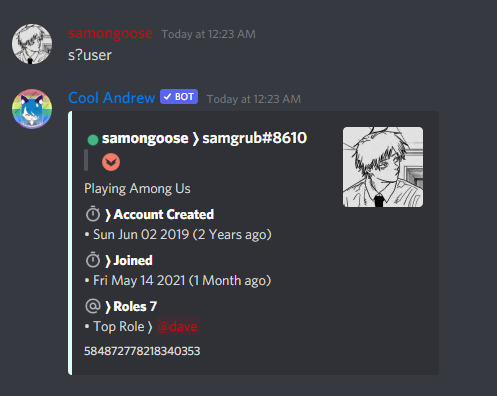 samongoose Today at 12:23 AM
s?user
Cool Andrew ✓ BOT Today at 12:23 AM
samongoose ⟩ samgrub#8610
Playing Among Us
⟩ Account Created
• Sun Jun 02 2019 (2 Years ago)
⟩ Joined
• Fri May 14 2021 (1 Month ago)
@ ⟩ Roles 7
• Top Role ⟩ @dave
584872778218340353